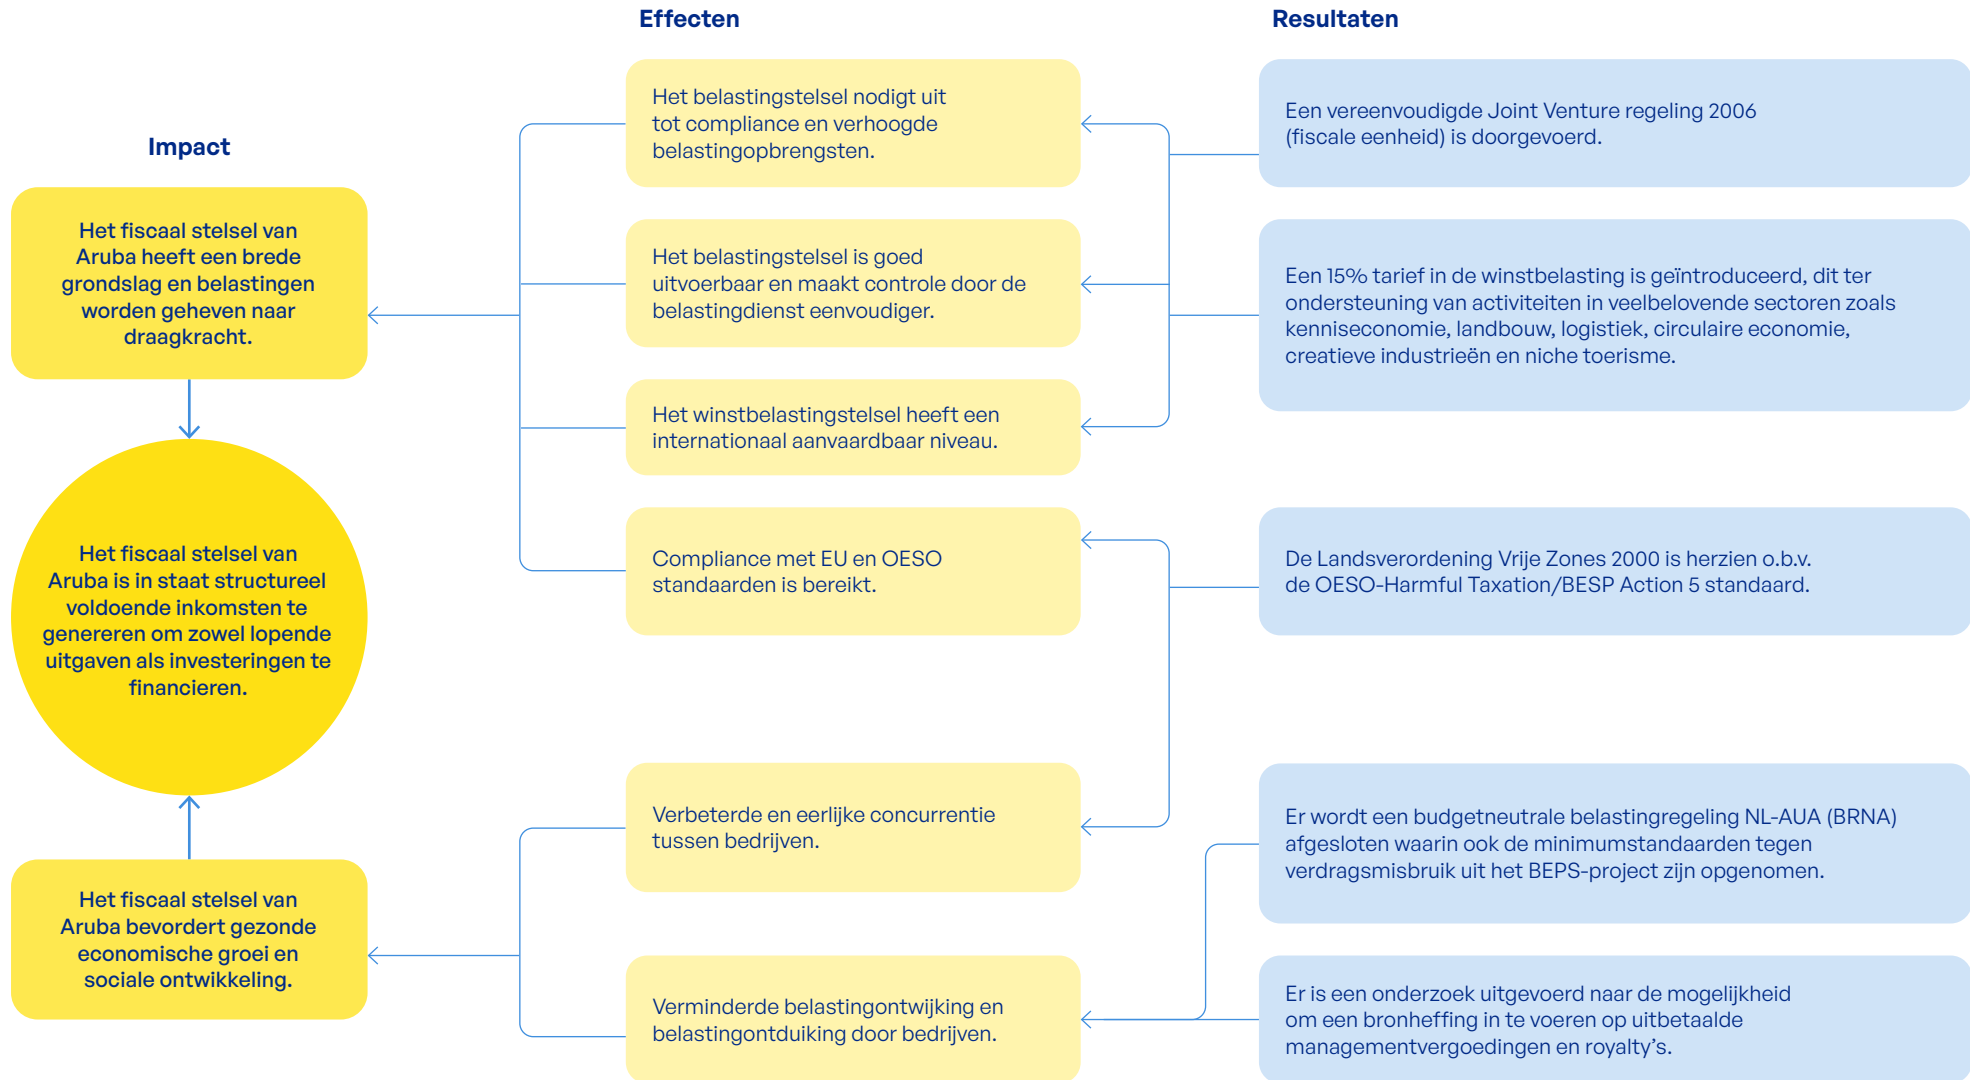 Impact
Het fiscaal stelsel van
Aruba heeft een brede
grondslag en belastingen
worden geheven naar
draagkracht.
Het fiscaal stelsel van
Aruba is in staat structureel
voldoende inkomsten te
genereren om zowel lopende
uitgaven als investeringen te
financieren.
Het fiscaal stelsel van
Aruba bevordert gezonde
economische groei en
sociale ontwikkeling.
Effecten
Het belastingstelsel nodigt uit
tot compliance en verhoogde
belastingopbrengsten.
Het belastingstelsel is goed
uitvoerbaar en maakt controle door de
belastingdienst eenvoudiger.
Het winstbelastingstelsel heeft een
internationaal aanvaardbaar niveau.
Compliance met EU en OESO
standaarden is bereikt.
Verbeterde en eerlijke concurrentie
tussen bedrijven.
Verminderde belastingontwijking en
belastingontduiking door bedrijven.
Resultaten
Een vereenvoudigde Joint Venture regeling 2006
(fiscale eenheid) is doorgevoerd.
Een 15% tarief in de winstbelasting is geïntroduceerd, dit ter
ondersteuning van activiteiten in veelbelovende sectoren zoals
kenniseconomie, landbouw, logistiek, circulaire economie,
creatieve industrieën en niche toerisme.
De Landsverordening Vrije Zones 2000 is herzien o.b.v.
de OESO-Harmful Taxation/BESP Action 5 standaard.
Er wordt een budgetneutrale belastingregeling NL-AUA (BRNA)
afgesloten waarin ook de minimumstandaarden tegen
verdragsmisbruik uit het BEPS-project zijn opgenomen.
Er is een onderzoek uitgevoerd naar de mogelijkheid
om een bronheffing in te voeren op uitbetaalde
managementvergoedingen en royalty’s.